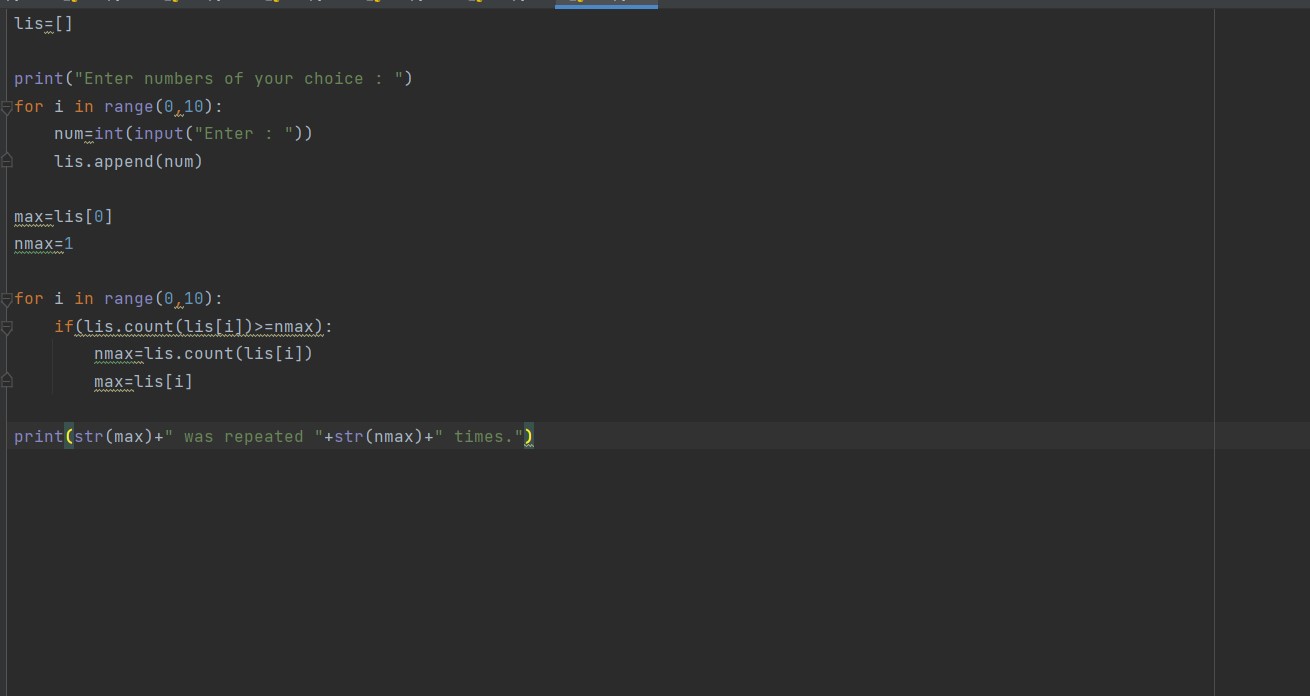 lis=[]
print("Enter numbers of your choice : ")
for i in range(0,10):
    num=int(input("Enter : "))
    lis.append(num)
max=lis[0]
nmax=1
for i in range(0,10):
    if(lis.count(lis[i])>=nmax):
        nmax=lis.count(lis[i])
        max=lis[i]
print(str(max)+" was repeated "+str(nmax)+" times.")